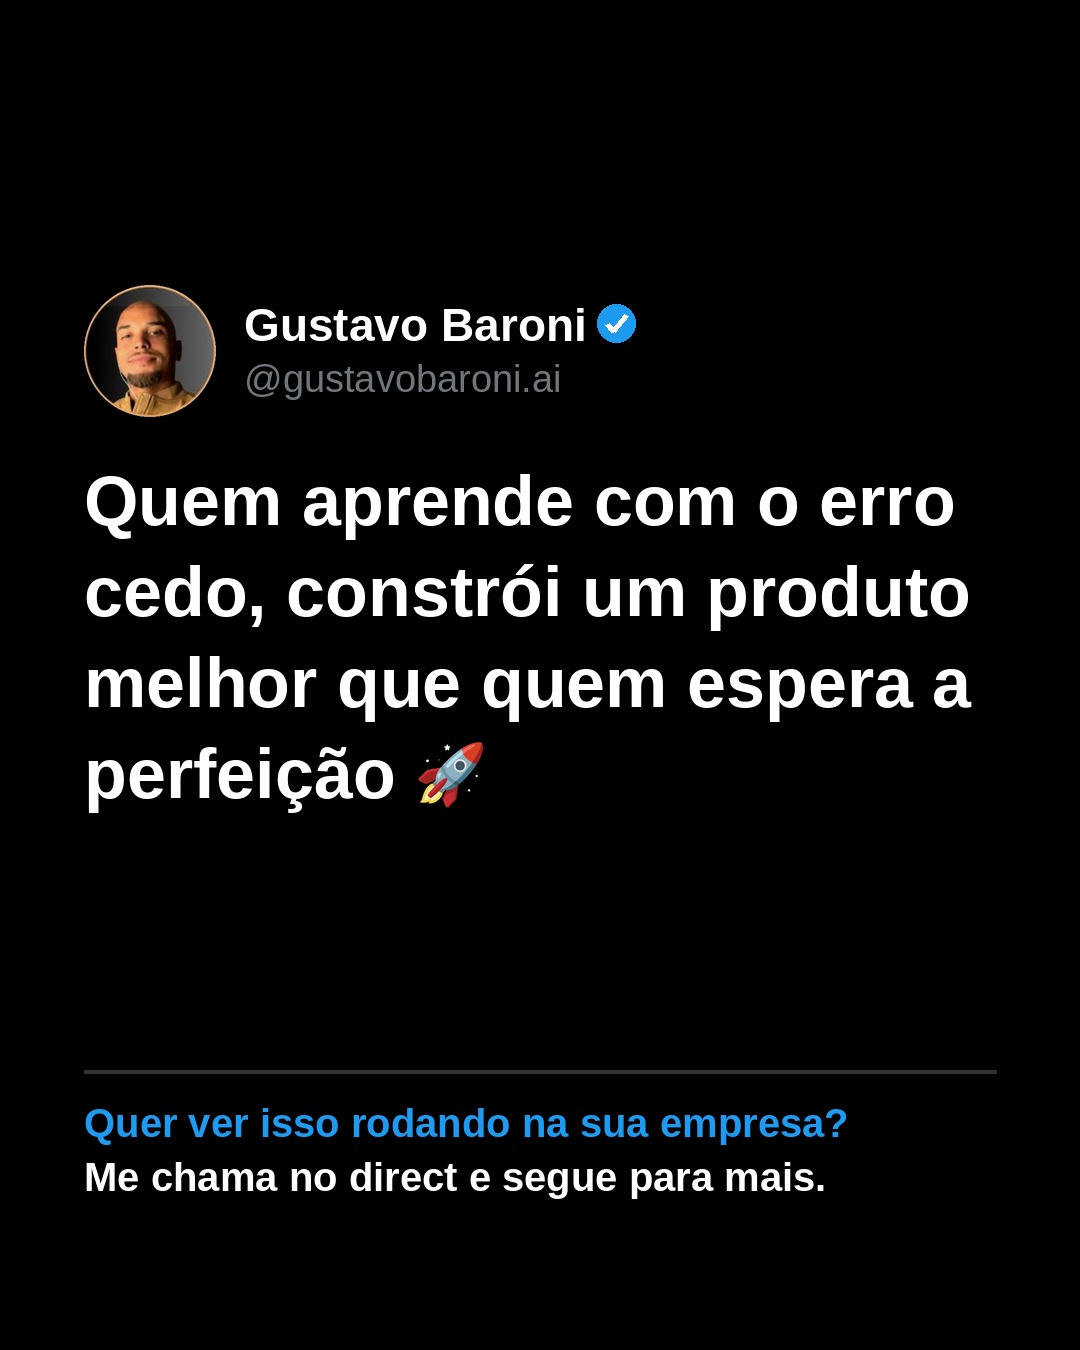 Gustavo Baroni
@gustavobaroni.ai
Quem aprende com o erro
cedo, constrói um produto
melhor que quem espera a
perfeição 🚀
Quer ver isso rodando na sua empresa?
Me chama no direct e segue para mais.